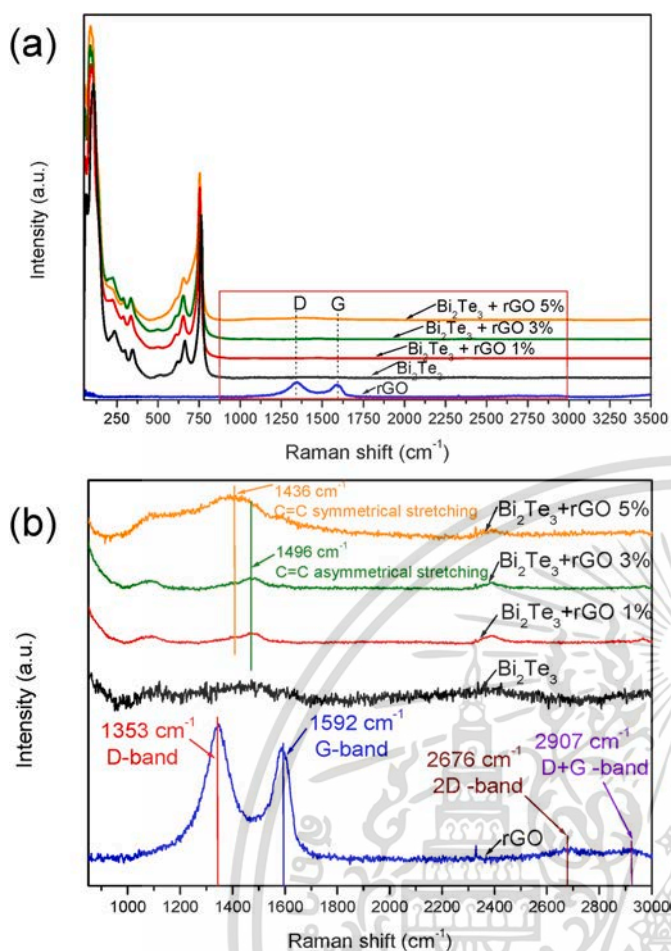 (a)
Intensity (a.u.)
D G
Bi₂Te₃ + rGO 5%
Bi₂Te₃ + rGO 3%
Bi₂Te₃ + rGO 1%
Bi₂Te₃
rGO
250 500 750 1000 1250 1500 1750 2000 2250 2500 2750 3000 3250 3500
Raman shift (cm⁻¹)
(b)
Intensity (a.u.)
1436 cm⁻¹
C=C symmetrical stretching
Bi₂Te₃+rGO 5%
1496 cm⁻¹
C=C asymmetrical stretching
Bi₂Te₃+rGO 3%
Bi₂Te₃+rGO 1%
Bi₂Te₃
1353 cm⁻¹
D-band
1592 cm⁻¹
G-band
2676 cm⁻¹
2D -band
2907 cm⁻¹
D+G -band
rGO
1000 1200 1400 1600 1800 2000 2200 2400 2600 2800 3000
Raman shift (cm⁻¹)